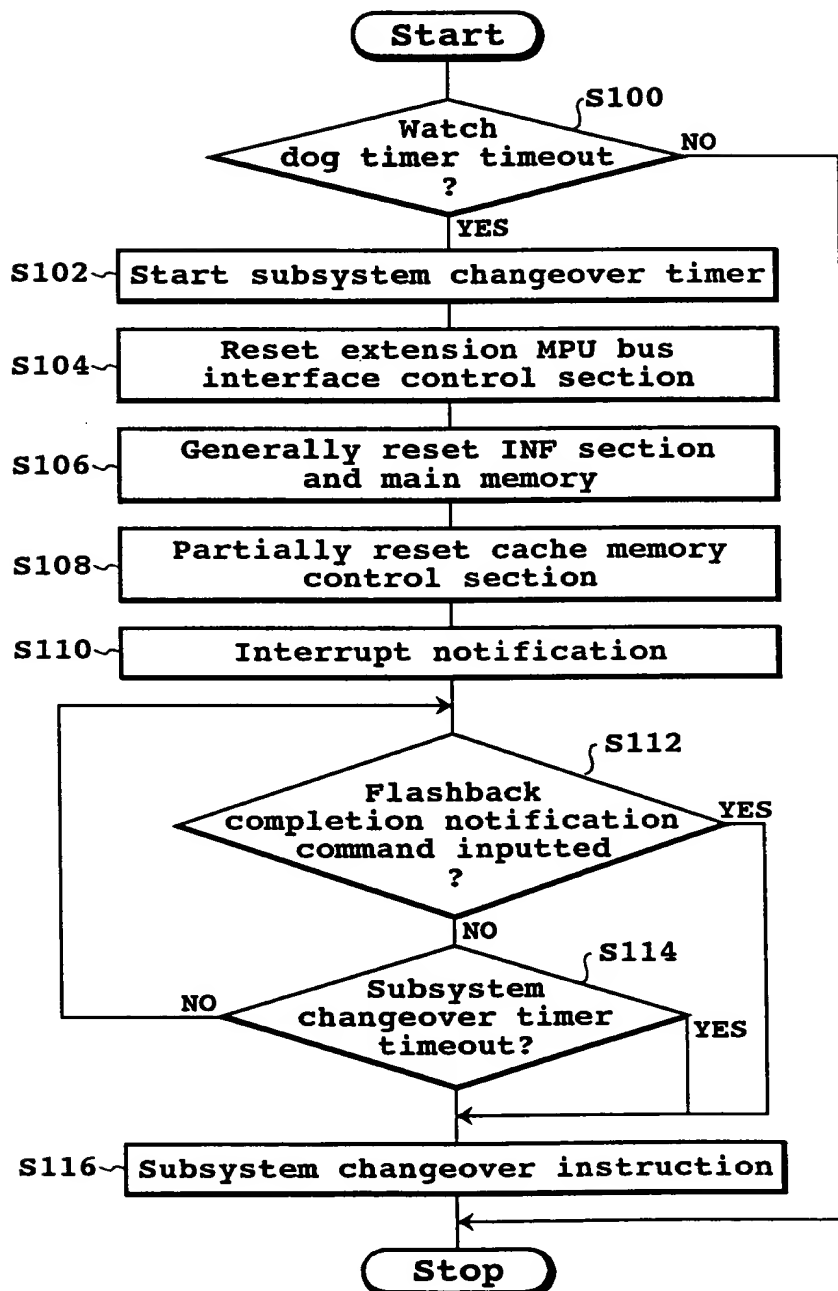 Start
S100
Watch
dog timer timeout
?
NO
YES
S102
Start subsystem changeover timer
S104
Reset extension MPU bus
interface control section
S106
Generally reset INF section
and main memory
S108
Partially reset cache memory
control section
S110
Interrupt notification
S112
Flashback
completion notification
command inputted
?
YES
NO
S114
Subsystem
changeover timer
timeout?
NO
YES
S116
Subsystem changeover instruction
Stop